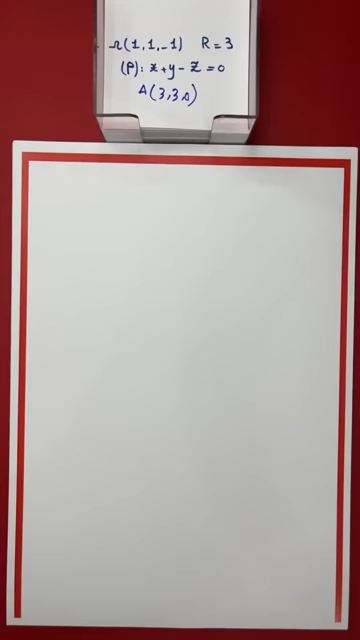 Ω(1,1,-1) R=3
(P): x+y-z=0
A(3,3,1)